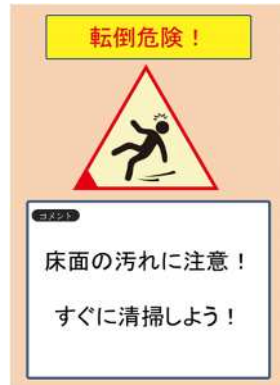 転倒危険！
コメント
床面の汚れに注意！
すぐに清掃しよう！